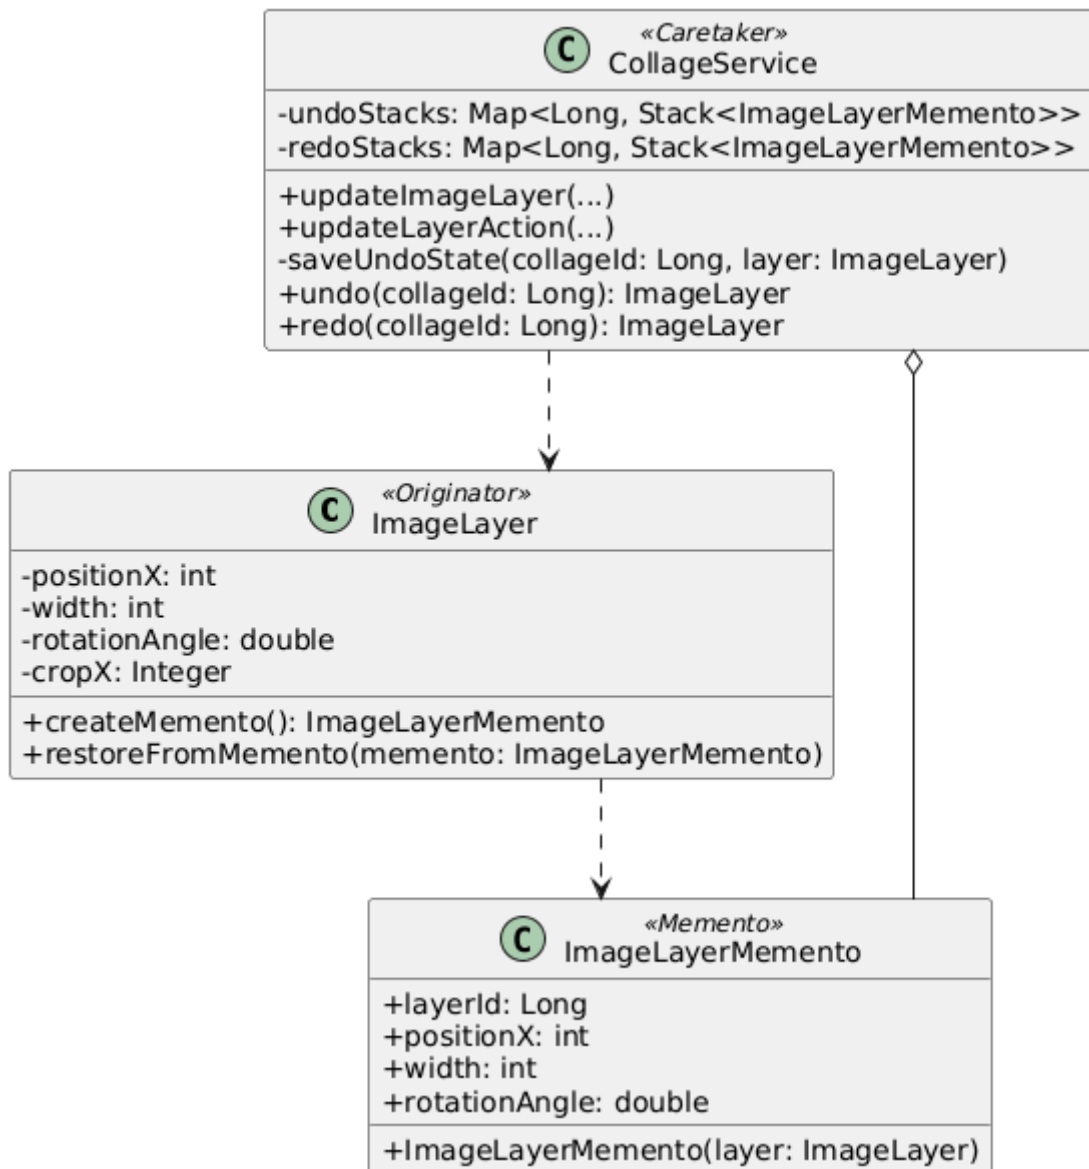 C
«Caretaker»
CollageService
-undoStacks: Map<Long, Stack<ImageLayerMemento>>
-redoStacks: Map<Long, Stack<ImageLayerMemento>>
+updateImageLayer(...)
+updateLayerAction(...)
-saveUndoState(collageId: Long, layer: ImageLayer)
+undo(collageId: Long): ImageLayer
+redo(collageId: Long): ImageLayer
C
«Originator»
ImageLayer
-positionX: int
-width: int
-rotationAngle: double
-cropX: Integer
+createMemento(): ImageLayerMemento
+restoreFromMemento(memento: ImageLayerMemento)
C
«Memento»
ImageLayerMemento
+layerId: Long
+positionX: int
+width: int
+rotationAngle: double
+ImageLayerMemento(layer: ImageLayer)